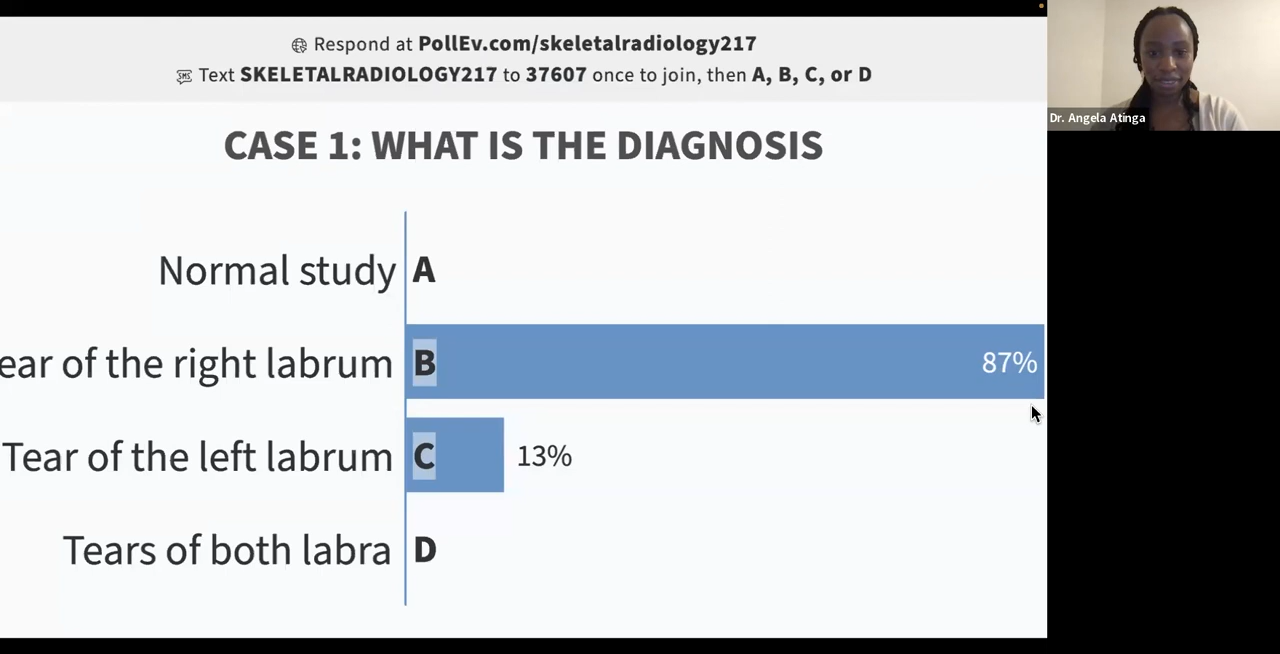 Respond at PollEv.com/skeletalradiology217
Text SKELETALRADIOLOGY217 to 37607 once to join, then A, B, C, or D
Dr. Angela Atinga
CASE 1: WHAT IS THE DIAGNOSIS
Normal study A
ear of the right labrum B 87%
Tear of the left labrum C 13%
Tears of both labra D